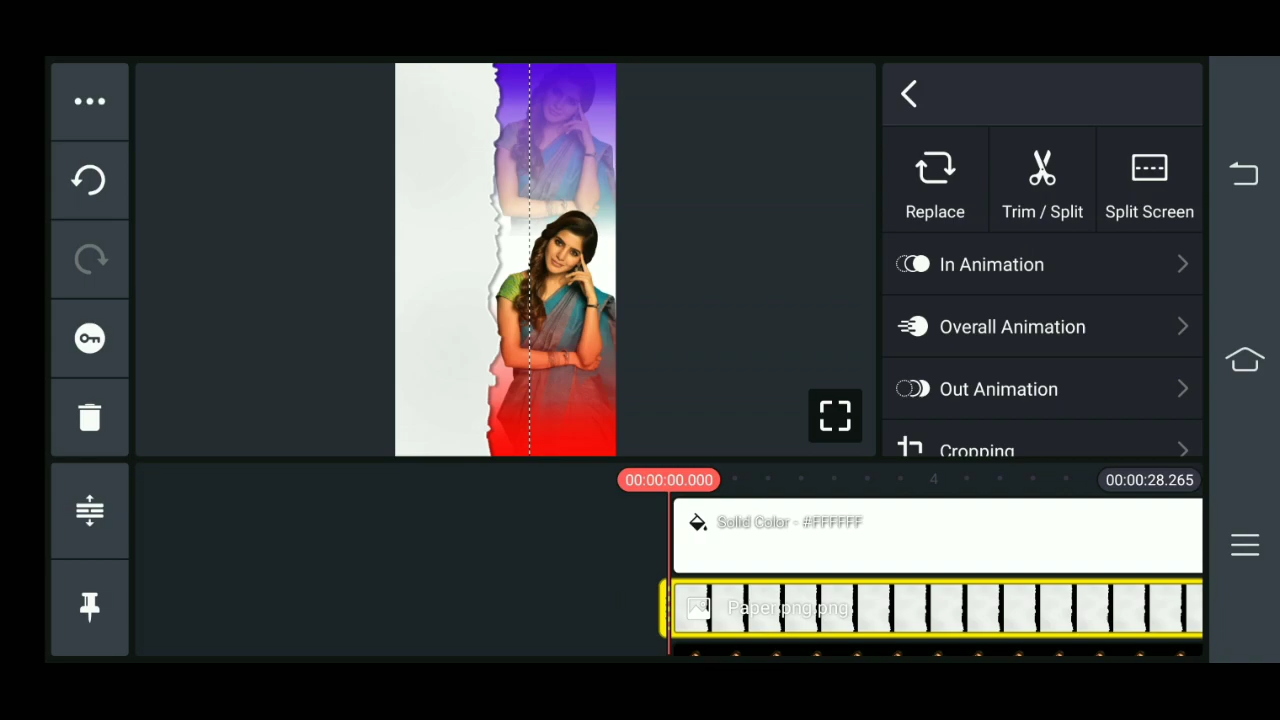 Replace
Trim / Split
Split Screen
In Animation
Overall Animation
Out Animation
Cropping
00:00:00.000
4
00:00:28.265
Solid Color - #FFFFFF
Paper png.png